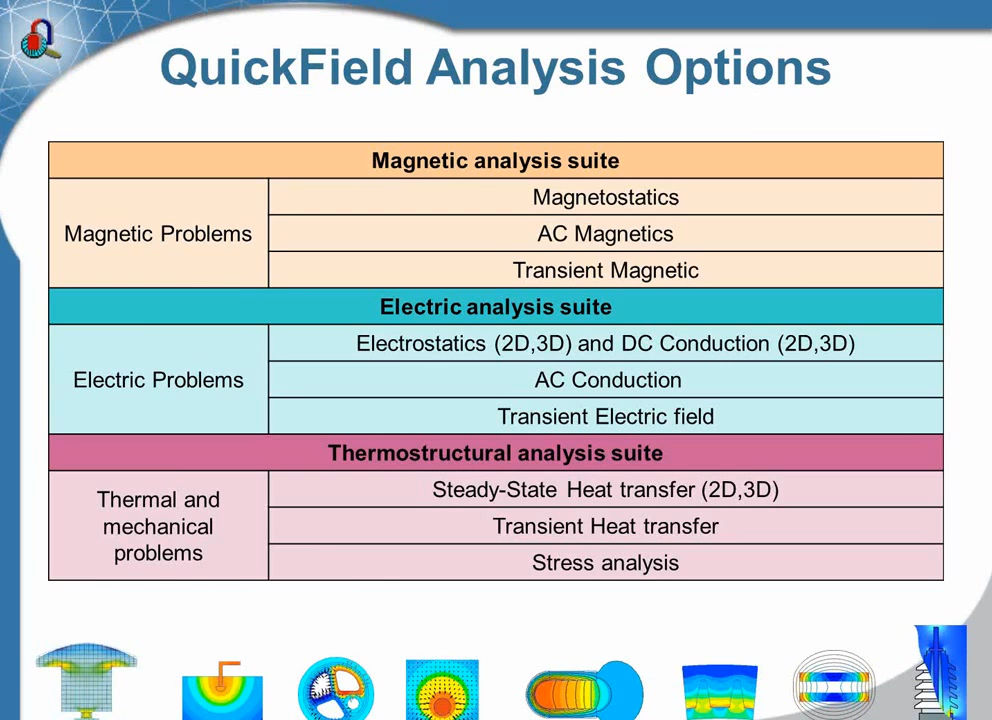 QuickField Analysis Options
Magnetic analysis suite
Magnetic Problems
Magnetostatics
AC Magnetics
Transient Magnetic
Electric analysis suite
Electric Problems
Electrostatics (2D,3D) and DC Conduction (2D,3D)
AC Conduction
Transient Electric field
Thermostructural analysis suite
Thermal and
mechanical
problems
Steady-State Heat transfer (2D,3D)
Transient Heat transfer
Stress analysis